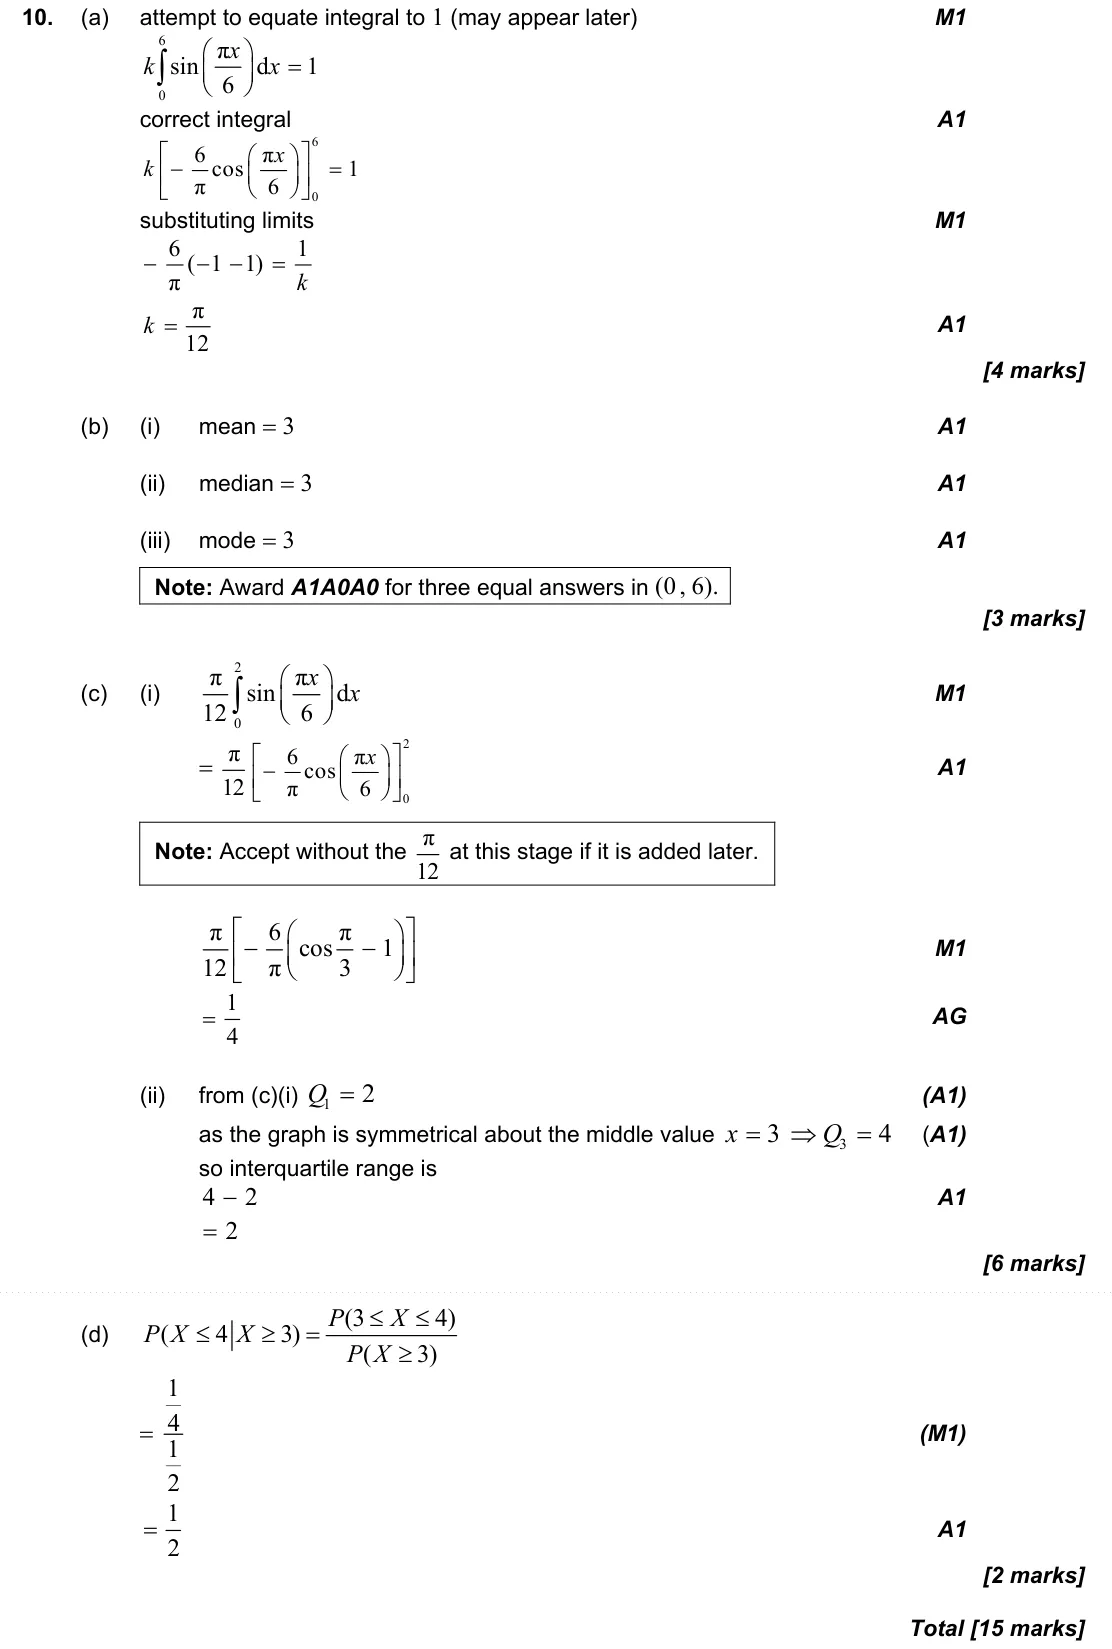 10. (a) attempt to equate integral to 1 (may appear later) M1
k∫₀⁶ sin(πx/6) dx = 1
correct integral A1
k[−6/π cos(πx/6)]₀⁶ = 1
substituting limits M1
−6/π(−1 −1) = 1/k
k = π/12 A1
[4 marks]
(b) (i) mean = 3 A1
(ii) median = 3 A1
(iii) mode = 3 A1
Note: Award A1A0A0 for three equal answers in (0 , 6).
[3 marks]
(c) (i) π/12 ∫₀² sin(πx/6) dx M1
= π/12 [−6/π cos(πx/6)]₀² A1
Note: Accept without the π/12 at this stage if it is added later.
π/12 [−6/π (cos π/3 − 1)] M1
= 1/4 AG
(ii) from (c)(i) Q₁ = 2 (A1)
as the graph is symmetrical about the middle value x = 3 ⇒ Q₃ = 4 (A1)
so interquartile range is
4 − 2 A1
= 2
[6 marks]
(d) P(X ≤ 4|X ≥ 3) = P(3 ≤ X ≤ 4)/P(X ≥ 3)
= (1/4)/(1/2) (M1)
= 1/2 A1
[2 marks]
Total [15 marks]